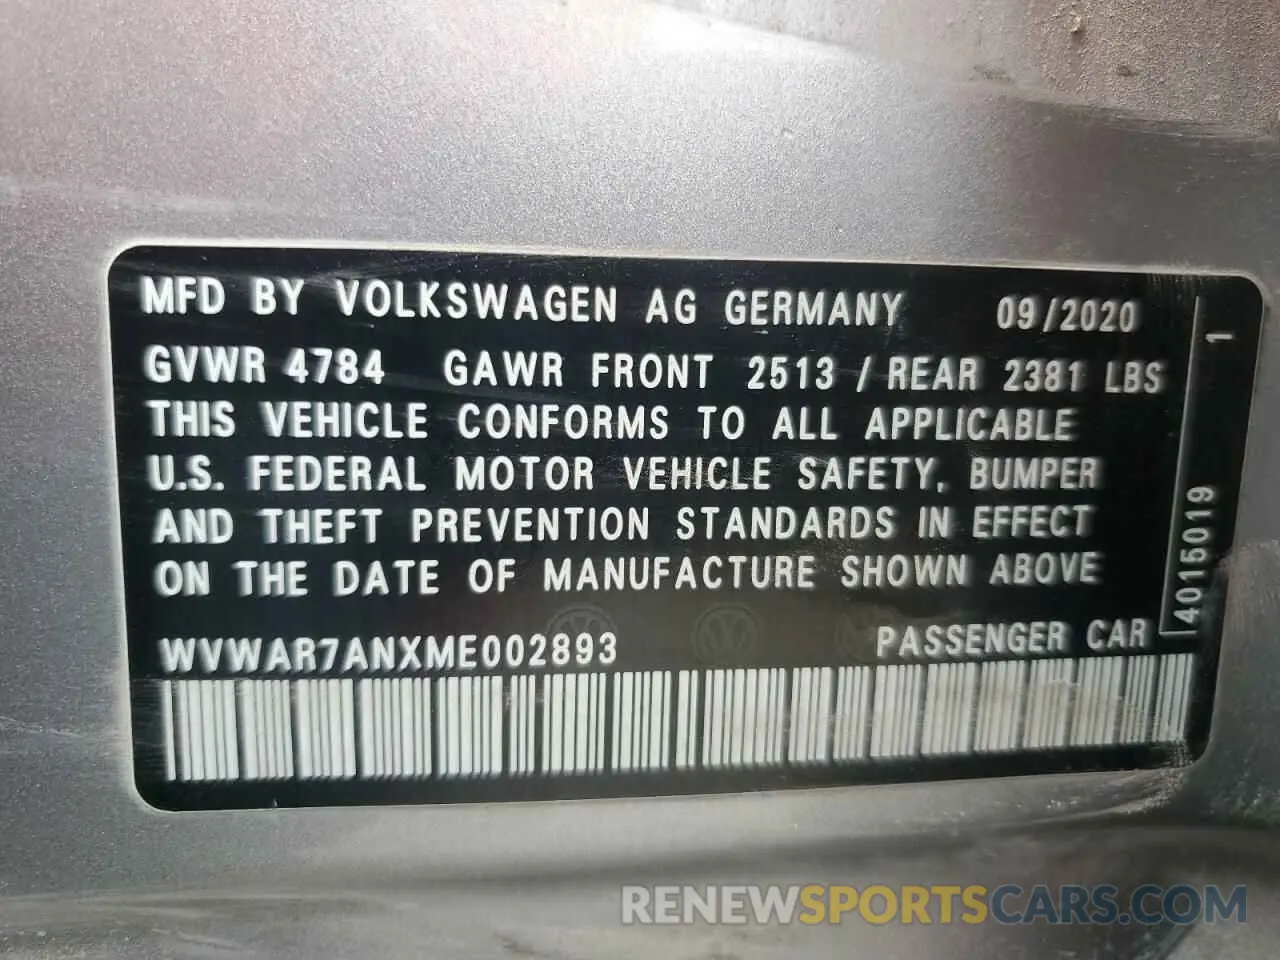 MFD BY VOLKSWAGEN AG GERMANY 09/2020
GVWR 4784 GAWR FRONT 2513 / REAR 2381 LBS
THIS VEHICLE CONFORMS TO ALL APPLICABLE
U.S. FEDERAL MOTOR VEHICLE SAFETY, BUMPER
AND THEFT PREVENTION STANDARDS IN EFFECT
ON THE DATE OF MANUFACTURE SHOWN ABOVE
WVWAR7ANXME002893 PASSENGER CAR
4015019 1
RENEWSPORTSCARS.COM